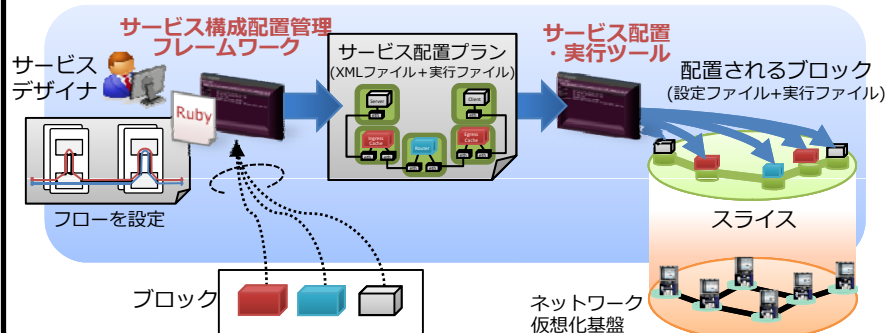 サービス構成配置管理
フレームワーク
サービス
デザイナ
Ruby
フローを設定
サービス配置プラン
(XMLファイル＋実行ファイル)
Server
Client
Ingress
Cache
Router
Egress
Cache
サービス配置
・実行ツール
配置されるブロック
(設定ファイル＋実行ファイル)
スライス
ブロック
ネットワーク
仮想化基盤